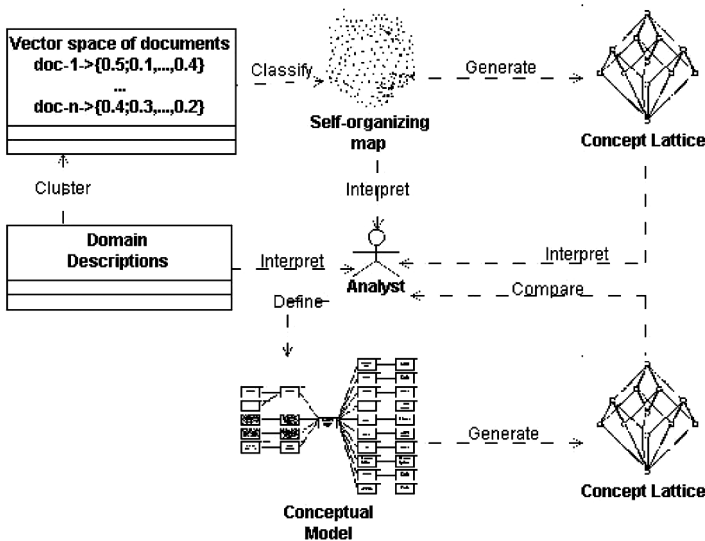 Vector space of documents
doc-1->{0.5;0.1,...,0.4}
...
doc-n->{0.4;0.3,...,0.2}
Classify
Generate
Self-organizing
map
Concept Lattice
Cluster
Interpret
Domain
Descriptions
Interpret
Interpret
Analyst
Compare
Define
Generate
Conceptual
Model
Concept Lattice